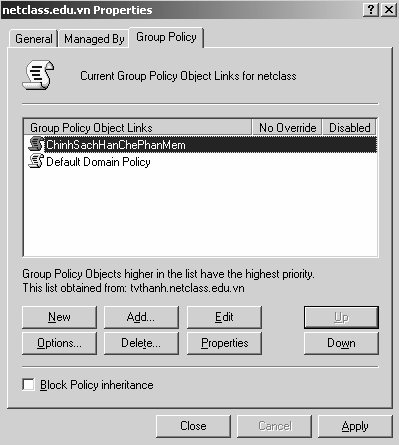 netclass.edu.vn Properties
General Managed By Group Policy
Current Group Policy Object Links for netclass
Group Policy Object Links No Override Disabled
ChinhSachHanChePhanMem
Default Domain Policy
Group Policy Objects higher in the list have the highest priority.
This list obtained from: tvthanh.netclass.edu.vn
New Add... Edit Up
Options... Delete... Properties Down
Block Policy inheritance
Close Cancel Apply